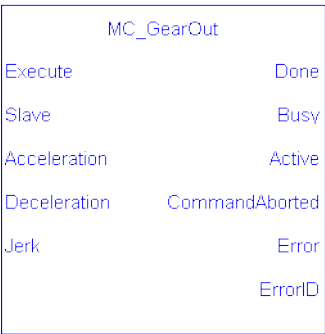 MC_GearOut
Execute Done
Slave Busy
Acceleration Active
Deceleration CommandAborted
Jerk Error
ErrorID